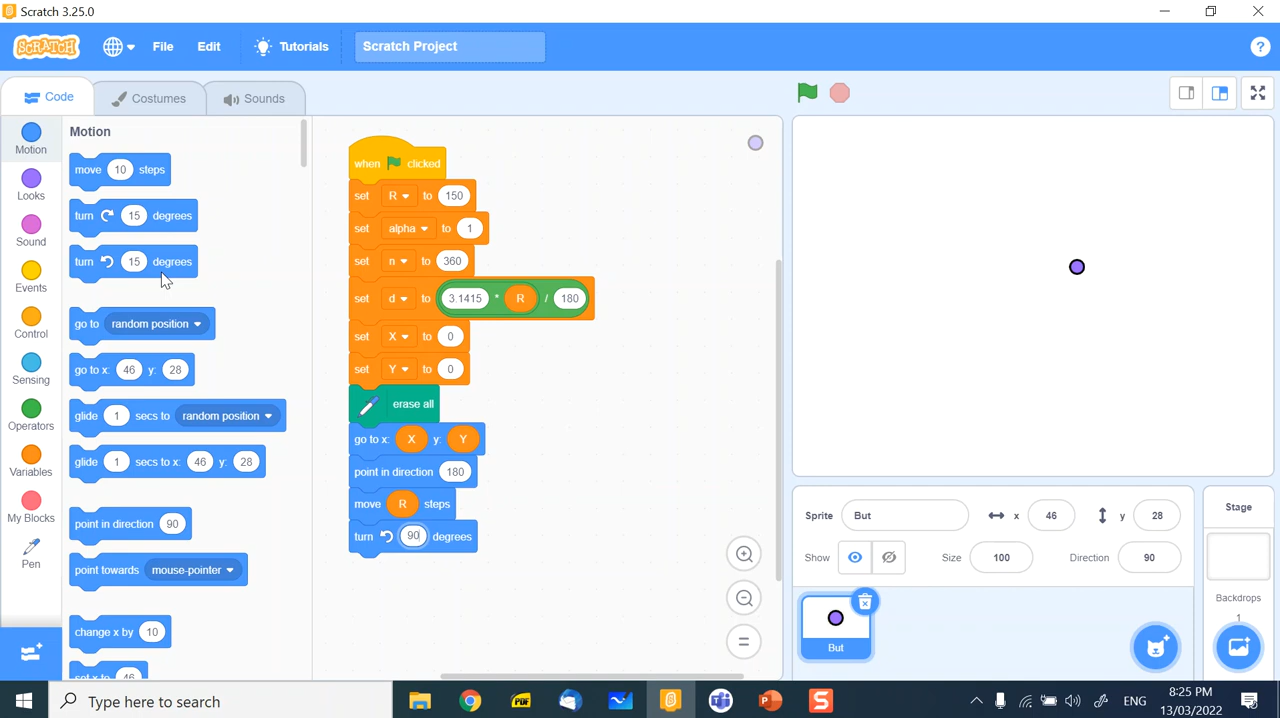 Scratch 3.25.0
SCRATCH
File
Edit
Tutorials
Scratch Project
?
Code
Costumes
Sounds
Motion
Looks
Sound
Events
Control
Sensing
Operators
Variables
My Blocks
Pen
Motion
move 10 steps
turn 15 degrees
turn 15 degrees
go to random position
go to x: 46 y: 28
glide 1 secs to random position
glide 1 secs to x: 46 y: 28
point in direction 90
point towards mouse-pointer
change x by 10
set x to 46
when clicked
set R to 150
set alpha to 1
set n to 360
set d to 3.1415 * R / 180
set X to 0
set Y to 0
erase all
go to x: X y: Y
point in direction 180
move R steps
turn 90 degrees
Sprite But x 46 y 28
Show Size 100 Direction 90
But
Stage
Backdrops
1
Type here to search
PDF
ENG
8:25 PM
13/03/2022